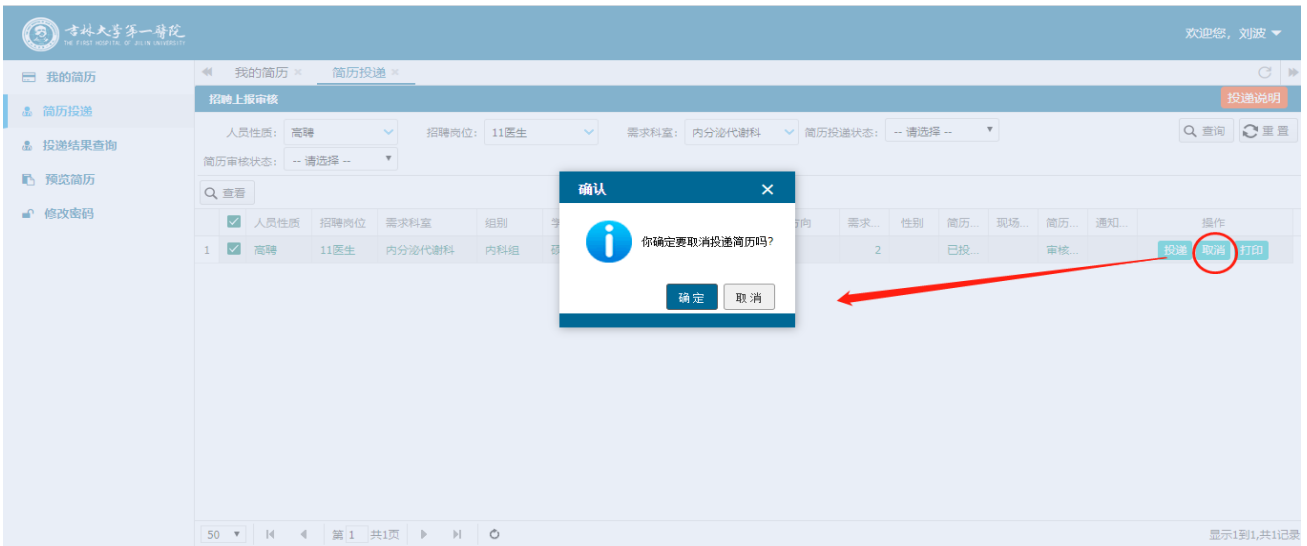 吉林大学第一医院
THE FIRST HOSPITAL OF JILIN UNIVERSITY
欢迎您, 刘波
我的简历
简历投递
投递结果查询
预览简历
修改密码
我的简历 × 简历投递 ×
招聘上报审核 投递说明
人员性质: 高聘 招聘岗位: 11医生 需求科室: 内分泌代谢科 简历投递状态: -- 请选择 -- 查询 重置
简历审核状态: -- 请选择 --
查看
人员性质 招聘岗位 需求科室 组别 方向 需求... 性别 简历... 现场... 简历... 通知... 操作
1 高聘 11医生 内分泌代谢科 内科组 2 已投... 审核... 投递 取消 打印
确认
你确定要取消投递简历吗?
确定 取消
50 第 1 共1页 显示1到1,共1记录